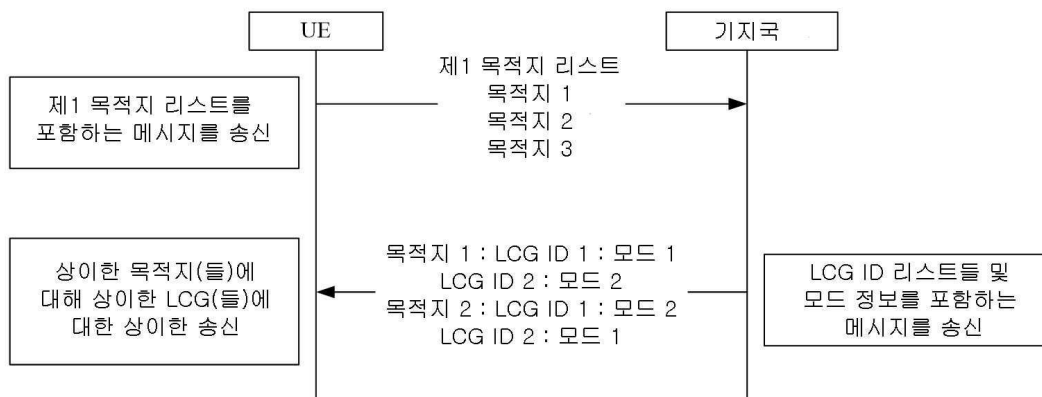 UE
기지국
제1 목적지 리스트를
포함하는 메시지를 송신
제1 목적지 리스트
목적지 1
목적지 2
목적지 3
상이한 목적지(들)에
대해 상이한 LCG(들)에
대한 상이한 송신
목적지 1 : LCG ID 1 : 모드 1
LCG ID 2 : 모드 2
목적지 2 : LCG ID 1 : 모드 2
LCG ID 2 : 모드 1
LCG ID 리스트들 및
모드 정보를 포함하는
메시지를 송신